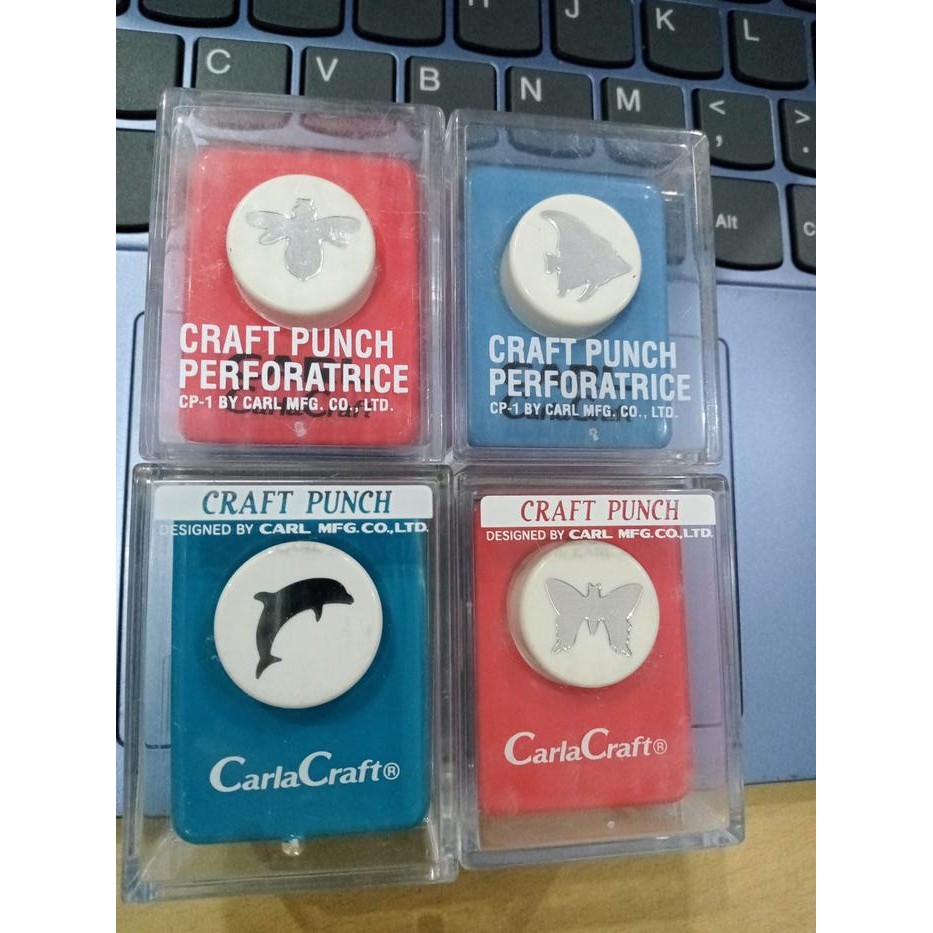 H J K L
C V B N M < ,
> .
Alt
C
CRAFT PUNCH
PERFORATRICE
CP-1 BY CARL MFG. CO., LTD.
CarlaCraft
CRAFT PUNCH
PERFORATRICE
CP-1 BY CARL MFG. CO., LTD.
CRAFT PUNCH
DESIGNED BY CARL MFG.CO.,LTD.
CarlaCraft®
CRAFT PUNCH
DESIGNED BY CARL MFG.CO.,LTD.
CarlaCraft®